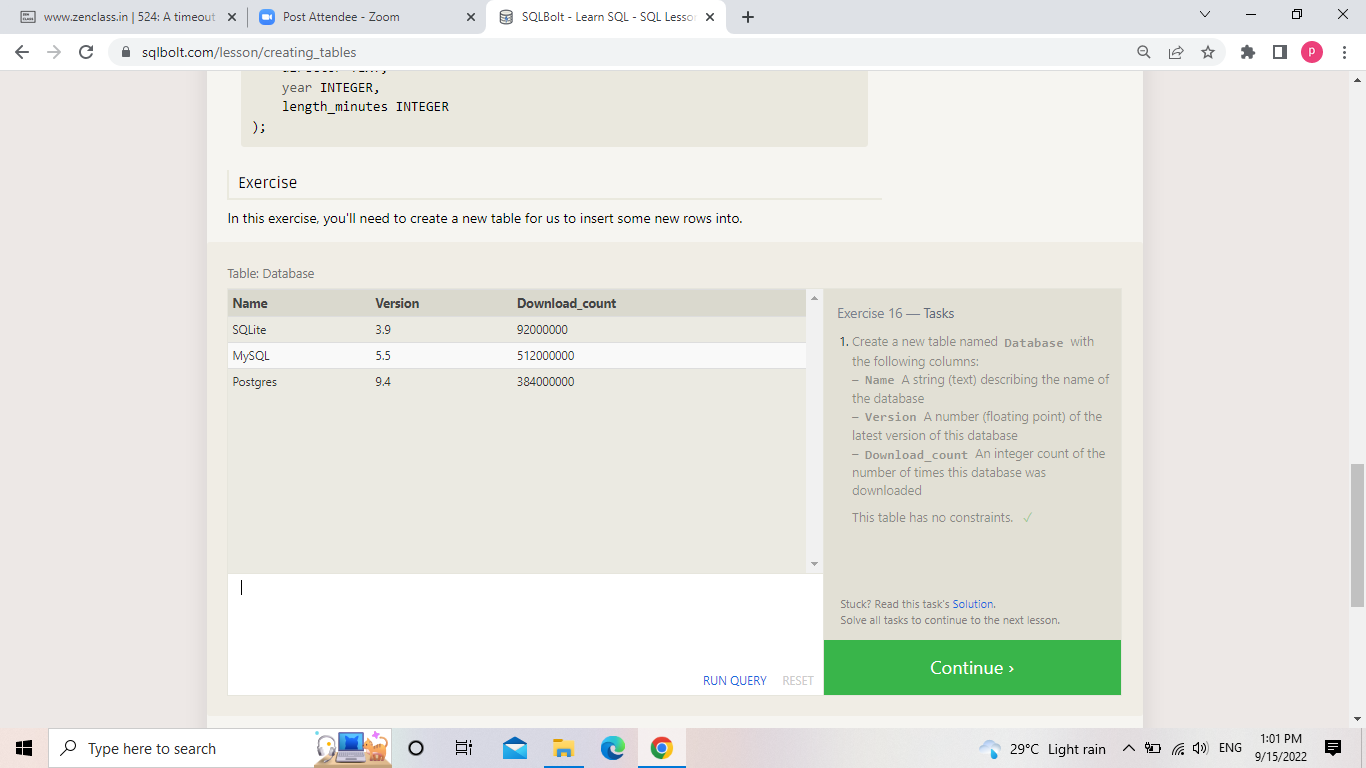 www.zenclass.in | 524: A timeout
Post Attendee - Zoom
SQLBolt - Learn SQL - SQL Lesso
sqlbolt.com/lesson/creating_tables
P
year INTEGER,
length_minutes INTEGER
);
Exercise
In this exercise, you'll need to create a new table for us to insert some new rows into.
Table: Database
Name Version Download_count
SQLite 3.9 92000000
MySQL 5.5 512000000
Postgres 9.4 384000000
Exercise 16 — Tasks
1. Create a new table named Database with
the following columns:
– Name A string (text) describing the name of
the database
– Version A number (floating point) of the
latest version of this database
– Download_count An integer count of the
number of times this database was
downloaded
This table has no constraints. ✓
Stuck? Read this task's Solution.
Solve all tasks to continue to the next lesson.
RUN QUERY RESET
Continue ›
Type here to search
29°C Light rain
ENG
1:01 PM
9/15/2022